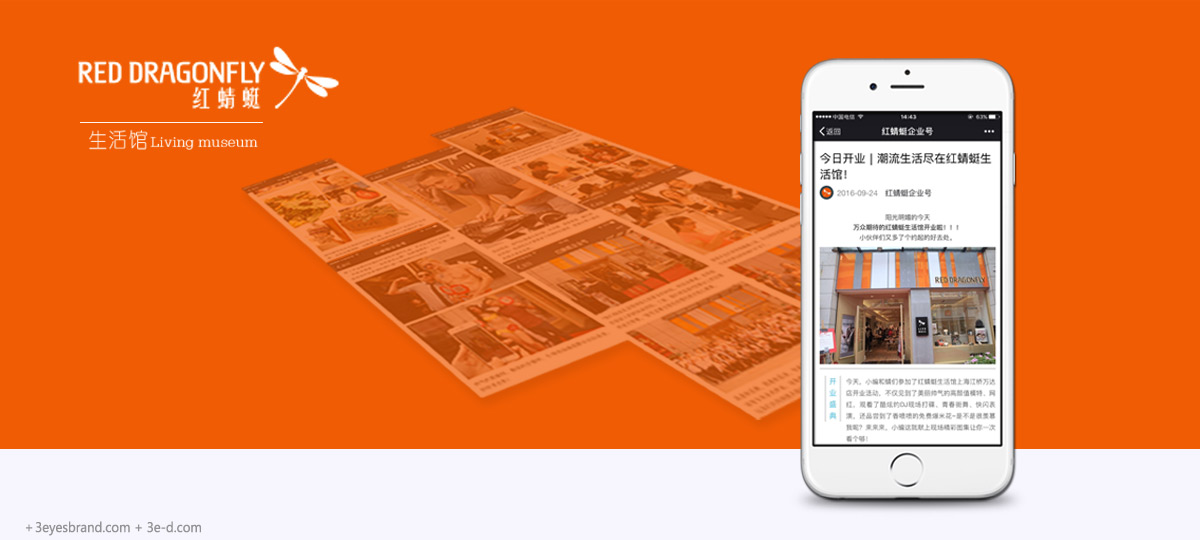 RED DRAGONFLY
红蜻蜓
生活馆 Living museum
中国电信 14:43 63%
返回 红蜻蜓企业号
今日开业 | 潮流生活尽在红蜻蜓生
活馆！
2016-09-24 红蜻蜓企业号
阳光明媚的今天
万众期待的红蜻蜓生活馆开业啦！！！
小伙伴们又多了个约起的好去处。
RED DRAGONFLY
开业盛典
今天，小编和蜻们参加了红蜻蜓生活馆上海江桥万达
店开业活动，不仅见到了美丽帅气的高颜值模特、网
红，观看了酷炫的DJ现场打碟、青春街舞、快闪表
演，还品尝到了香喷喷的免费爆米花~是不是很羡慕
我呢？来来来，小编这就献上现场精彩图集让你一次
看个够！
+3eyesbrand.com + 3e-d.com